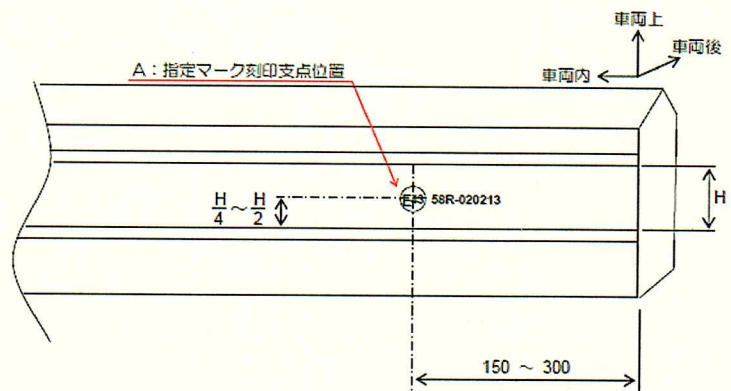 車両上
車両後
車両内
A:指定マーク刻印支点位置
H
H/4～H/2
E43 58R-020213
150 ～ 300